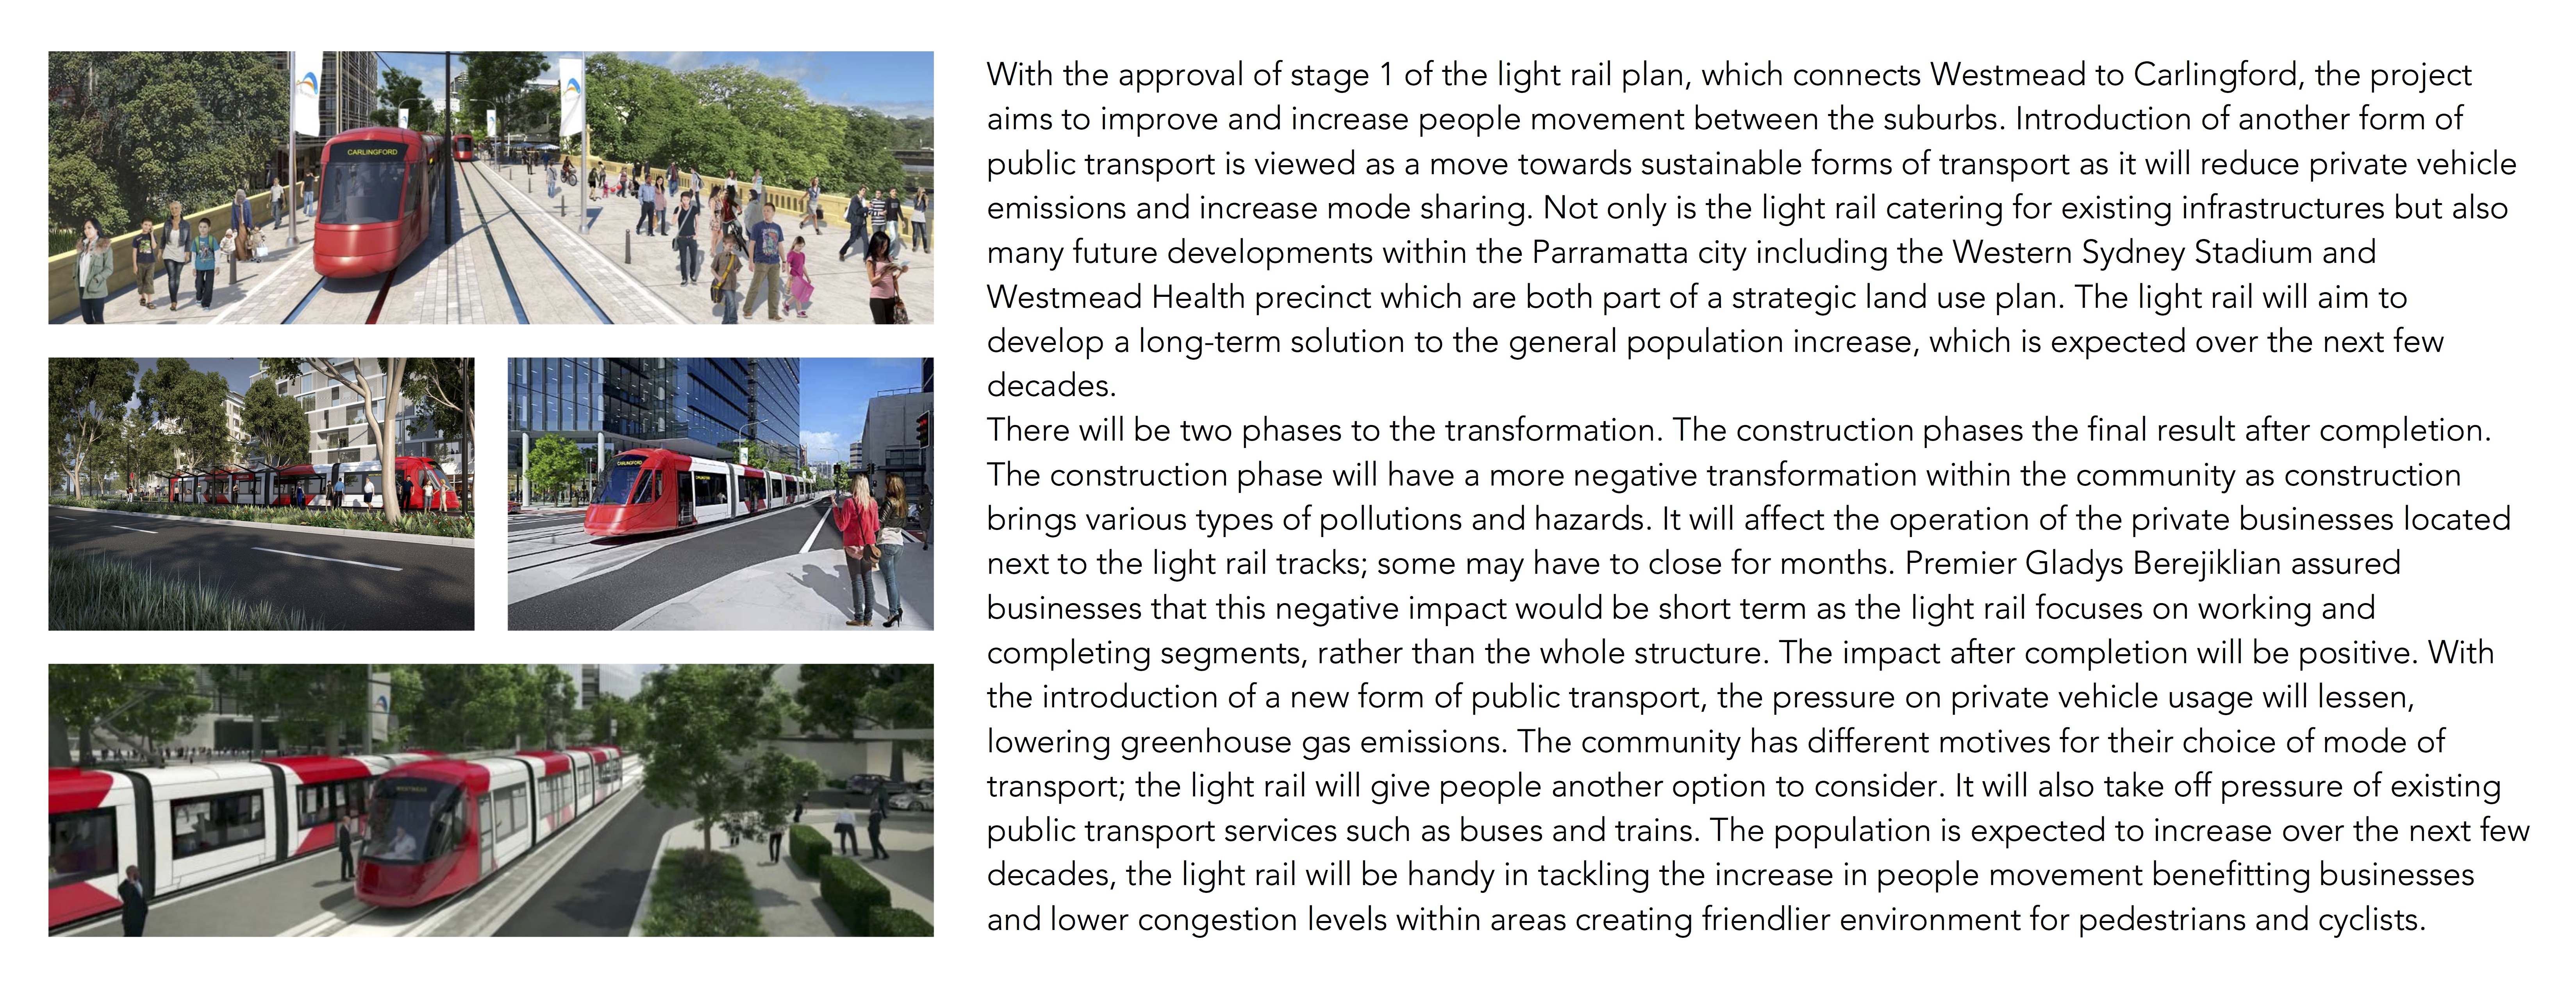 CARLINGFORD
CARLINGFORD
With the approval of stage 1 of the light rail plan, which connects Westmead to Carlingford, the project
aims to improve and increase people movement between the suburbs. Introduction of another form of
public transport is viewed as a move towards sustainable forms of transport as it will reduce private vehicle
emissions and increase mode sharing. Not only is the light rail catering for existing infrastructures but also
many future developments within the Parramatta city including the Western Sydney Stadium and
Westmead Health precinct which are both part of a strategic land use plan. The light rail will aim to
develop a long-term solution to the general population increase, which is expected over the next few
decades.
There will be two phases to the transformation. The construction phases the final result after completion.
The construction phase will have a more negative transformation within the community as construction
brings various types of pollutions and hazards. It will affect the operation of the private businesses located
next to the light rail tracks; some may have to close for months. Premier Gladys Berejiklian assured
businesses that this negative impact would be short term as the light rail focuses on working and
completing segments, rather than the whole structure. The impact after completion will be positive. With
the introduction of a new form of public transport, the pressure on private vehicle usage will lessen,
lowering greenhouse gas emissions. The community has different motives for their choice of mode of
transport; the light rail will give people another option to consider. It will also take off pressure of existing
public transport services such as buses and trains. The population is expected to increase over the next few
decades, the light rail will be handy in tackling the increase in people movement benefitting businesses
and lower congestion levels within areas creating friendlier environment for pedestrians and cyclists.